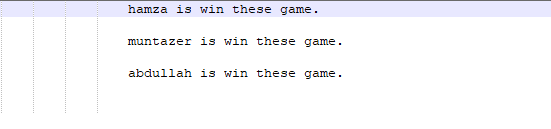 hamza is win these game.
muntazer is win these game.
abdullah is win these game.